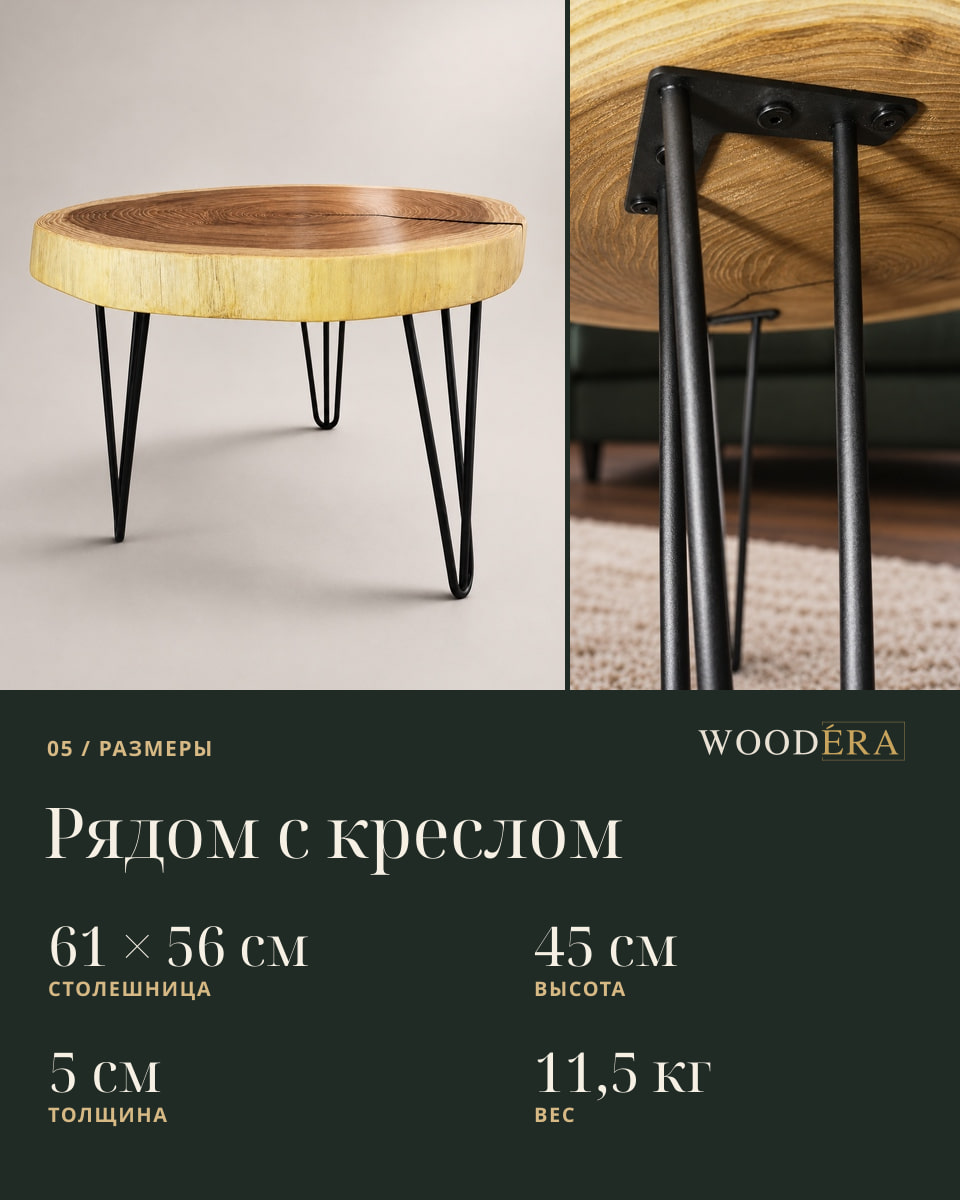 05 / РАЗМЕРЫ
WOODÉRA
Рядом с креслом
61 × 56 см
СТОЛЕШНИЦА
45 см
ВЫСОТА
5 см
ТОЛЩИНА
11,5 кг
ВЕС